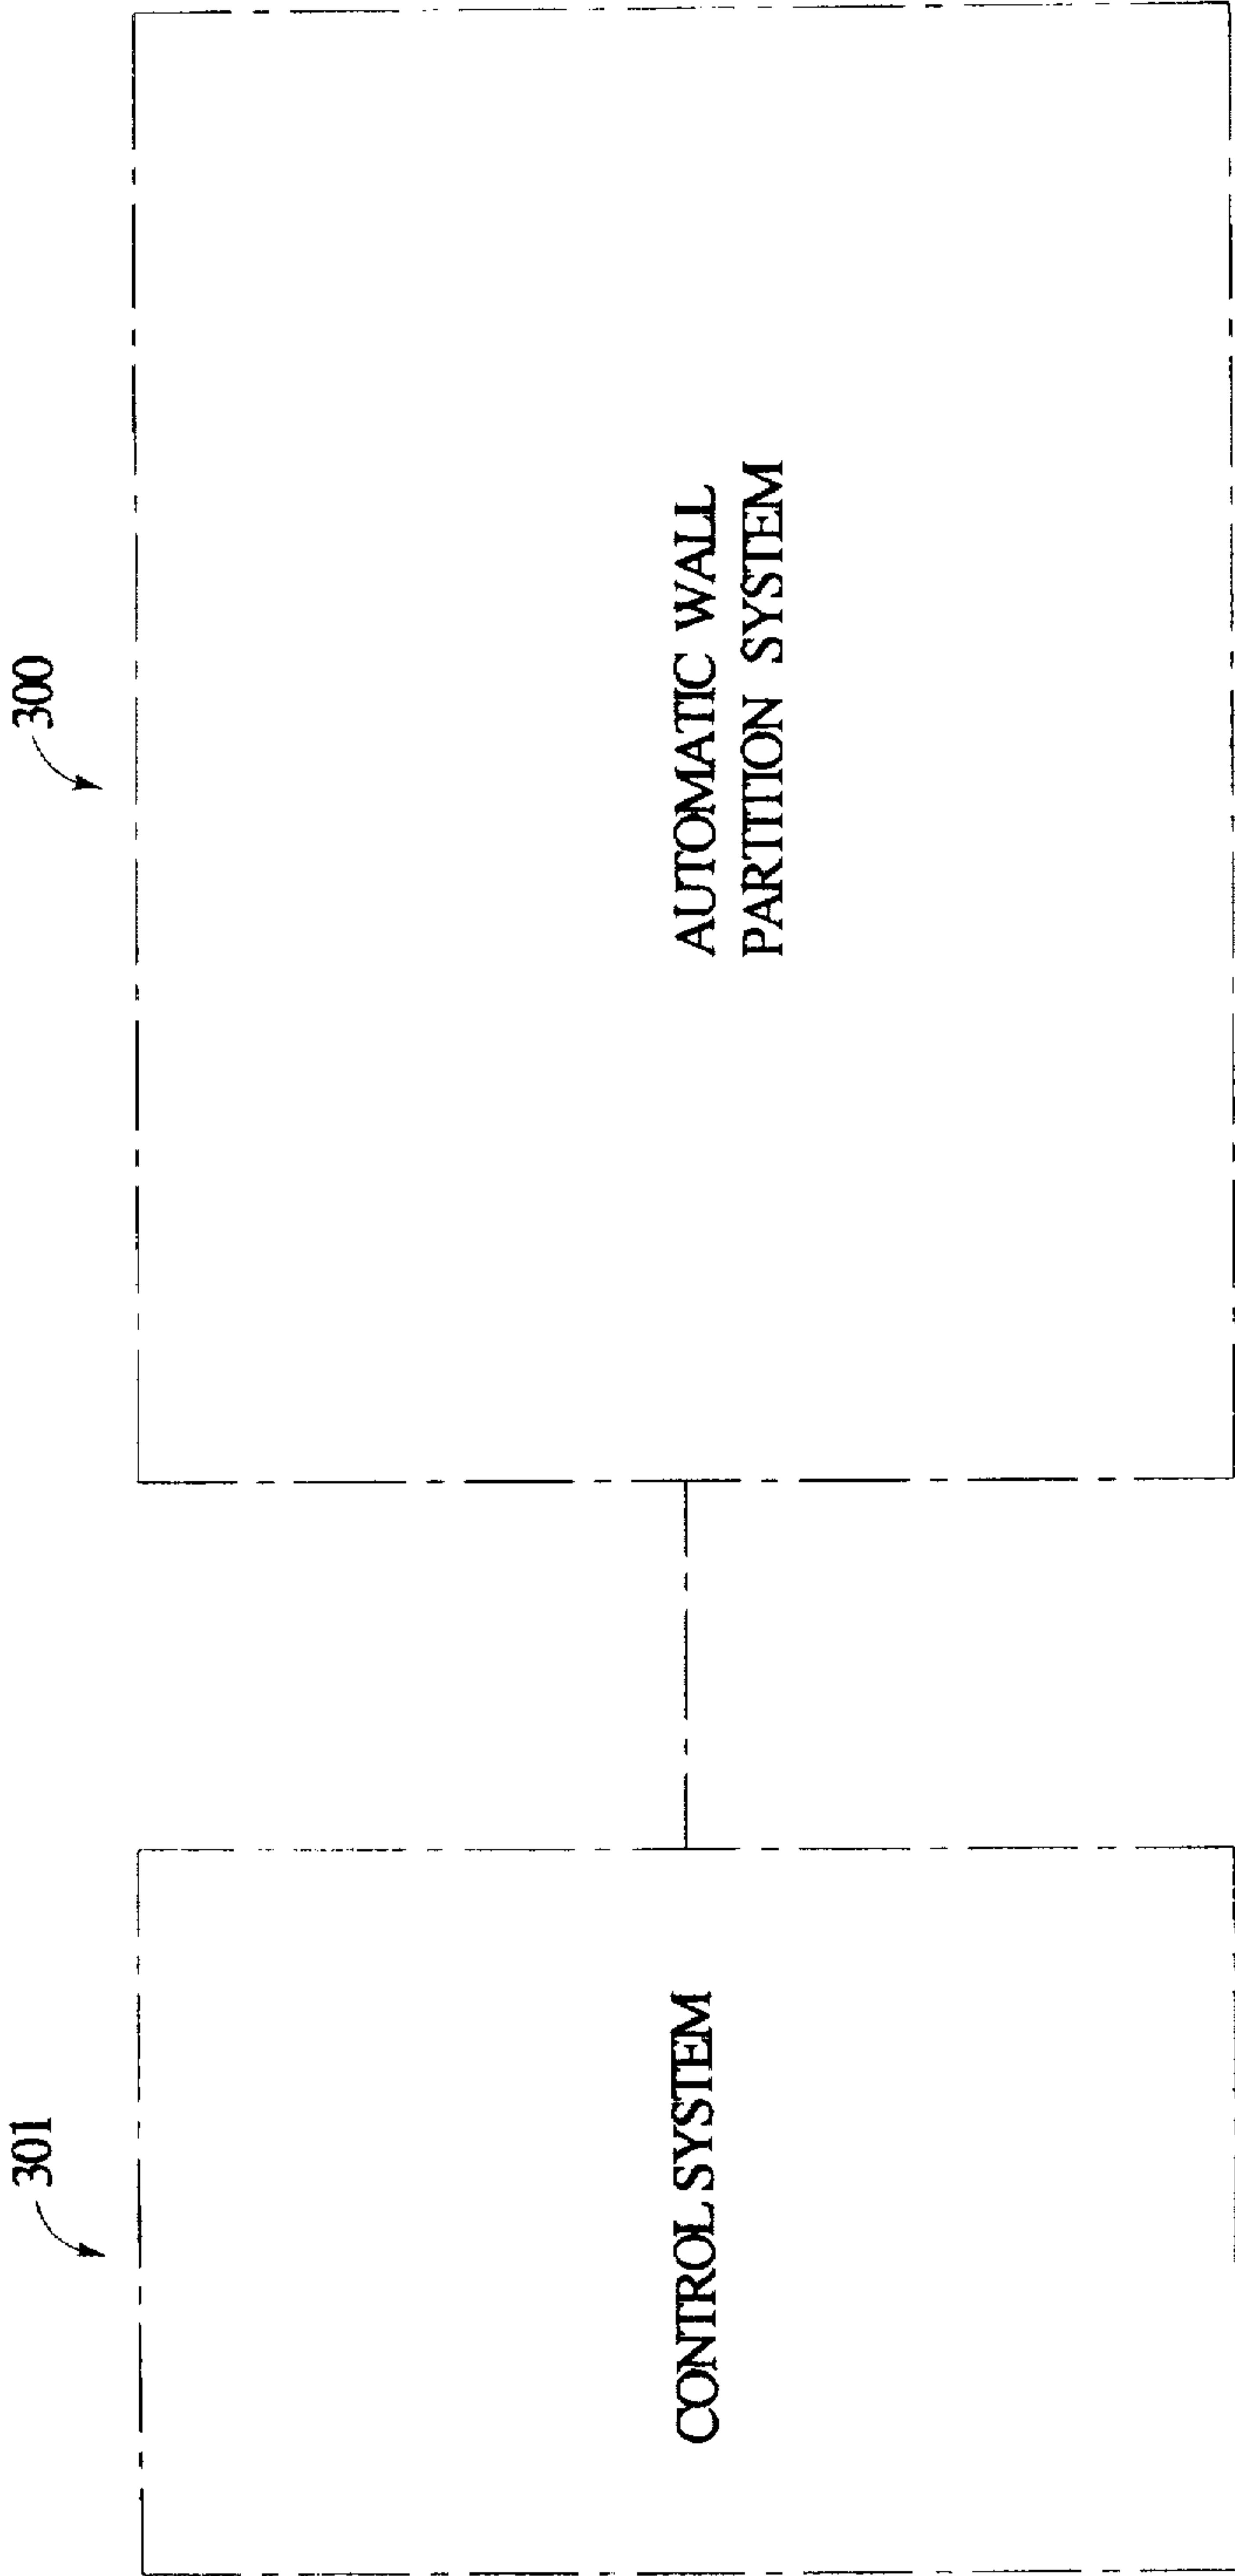 301
300
CONTROL SYSTEM
AUTOMATIC WALL
PARTITION SYSTEM